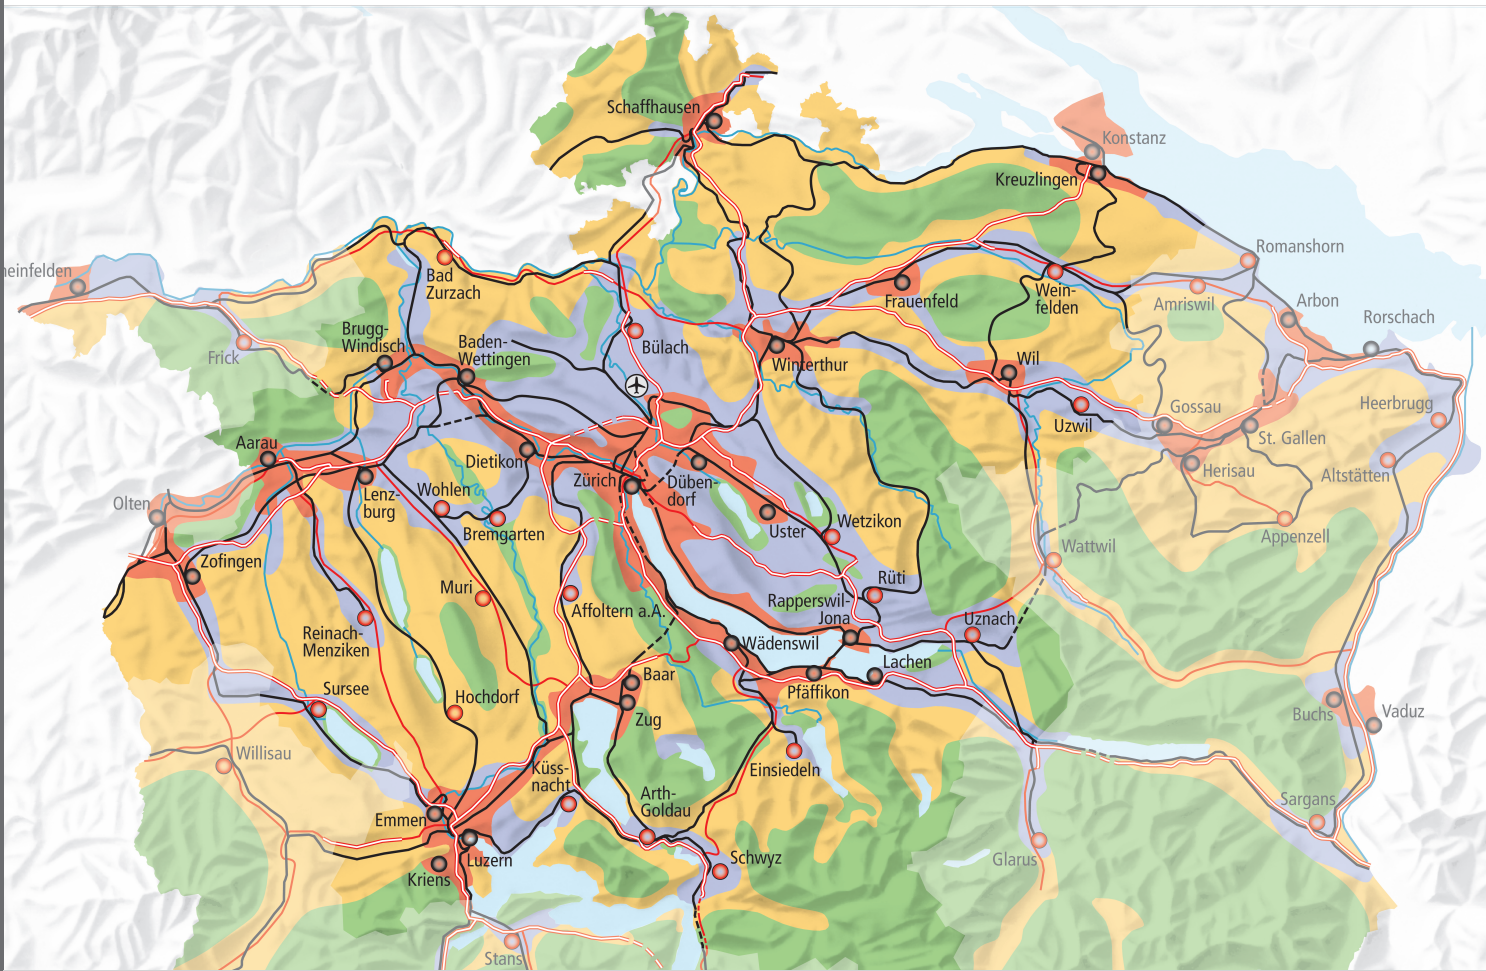 Schaffhausen
Konstanz
Kreuzlingen
Romanshorn
einfelden
Bad
Zurzach
Wein-
felden
Amriswil
Arbon
Rorschach
Frauenfeld
Brugg-
Windisch
Frick
Baden-
Wettingen
Bülach
Winterthur
Wil
Gossau
Heerbrugg
Uzwil
St. Gallen
Aarau
Dietikon
Zürich
Düben-
dorf
Herisau
Altstätten
Olten
Lenz-
burg
Wohlen
Bremgarten
Uster
Wetzikon
Appenzell
Wattwil
Zofingen
Muri
Affoltern a.A.
Rüti
Rapperswil-
Jona
Uznach
Reinach-
Menziken
Wädenswil
Lachen
Baar
Pfäffikon
Sursee
Hochdorf
Zug
Buchs
Vaduz
Willisau
Einsiedeln
Küss-
nacht
Arth-
Goldau
Sargans
Emmen
Luzern
Schwyz
Glarus
Kriens
Stans